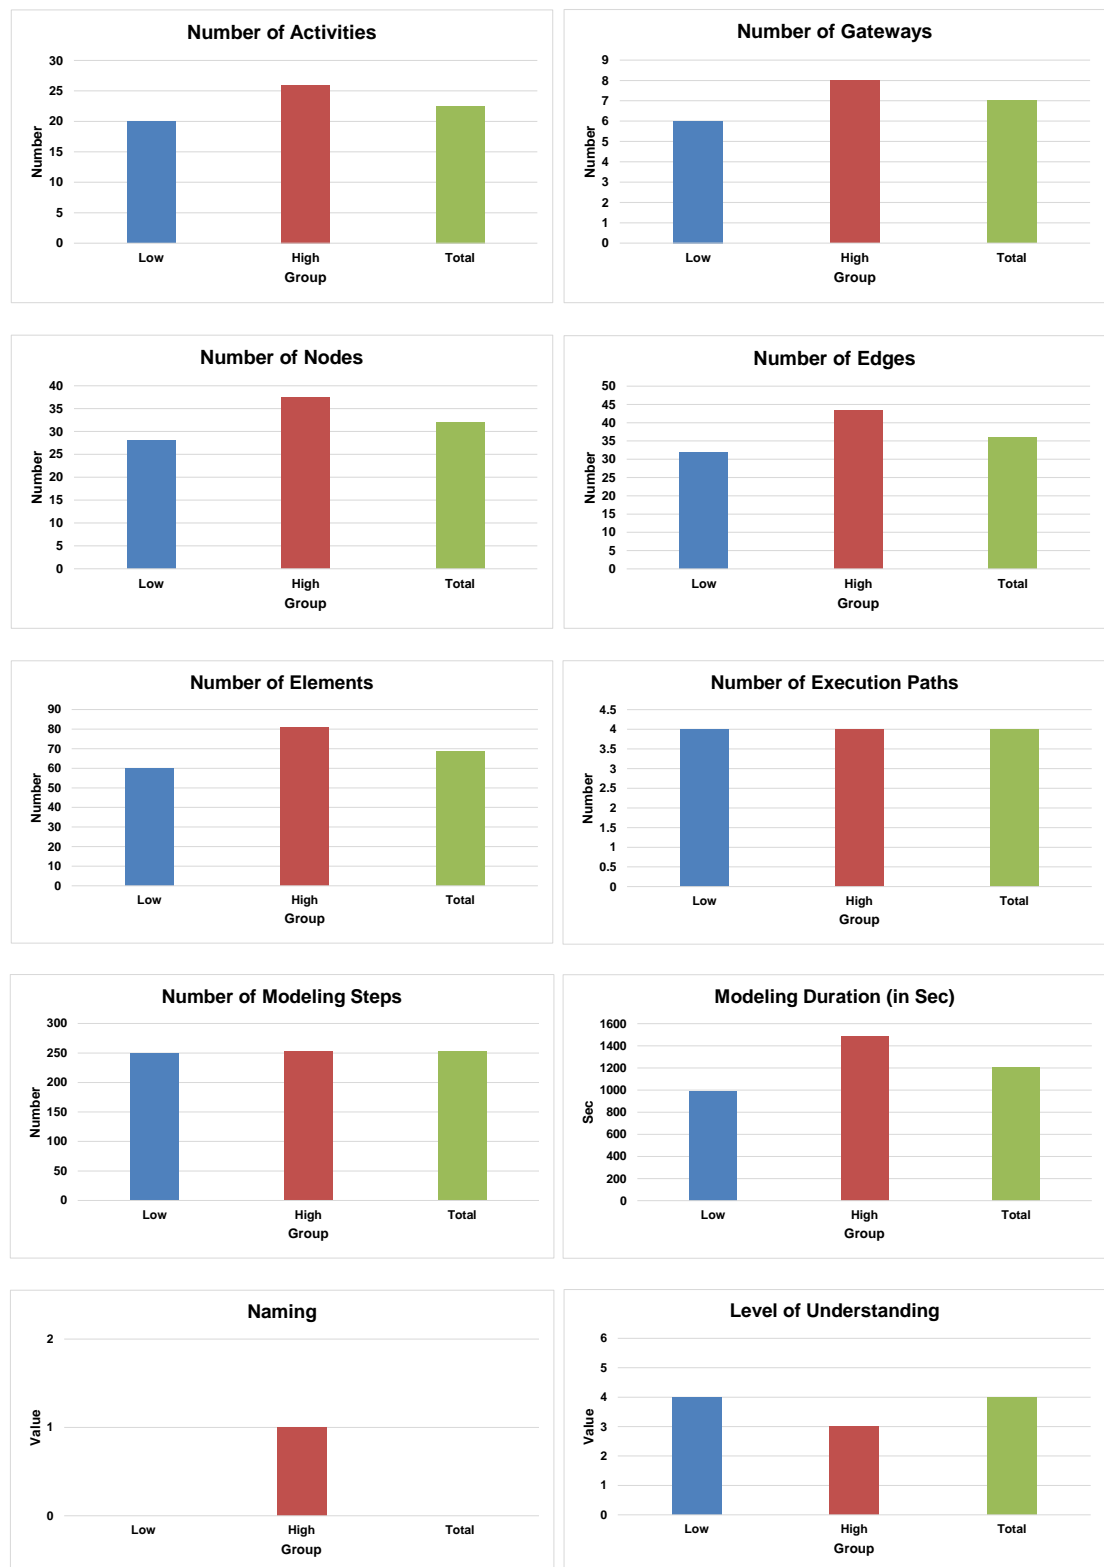 Number of Activities
30
25
20
15
10
5
0
Number
Low
High
Total
Group
Number of Gateways
9
8
7
6
5
4
3
2
1
0
Number
Low
High
Total
Group
Number of Nodes
40
35
30
25
20
15
10
5
0
Number
Low
High
Total
Group
Number of Edges
50
45
40
35
30
25
20
15
10
5
0
Number
Low
High
Total
Group
Number of Elements
90
80
70
60
50
40
30
20
10
0
Number
Low
High
Total
Group
Number of Execution Paths
4.5
4
3.5
3
2.5
2
1.5
1
0.5
0
Number
Low
High
Total
Group
Number of Modeling Steps
300
250
200
150
100
50
0
Number
Low
High
Total
Group
Modeling Duration (in Sec)
1600
1400
1200
1000
800
600
400
200
0
Sec
Low
High
Total
Group
Naming
2
1
0
Value
Low
High
Total
Group
Level of Understanding
6
5
4
3
2
1
0
Value
Low
High
Total
Group